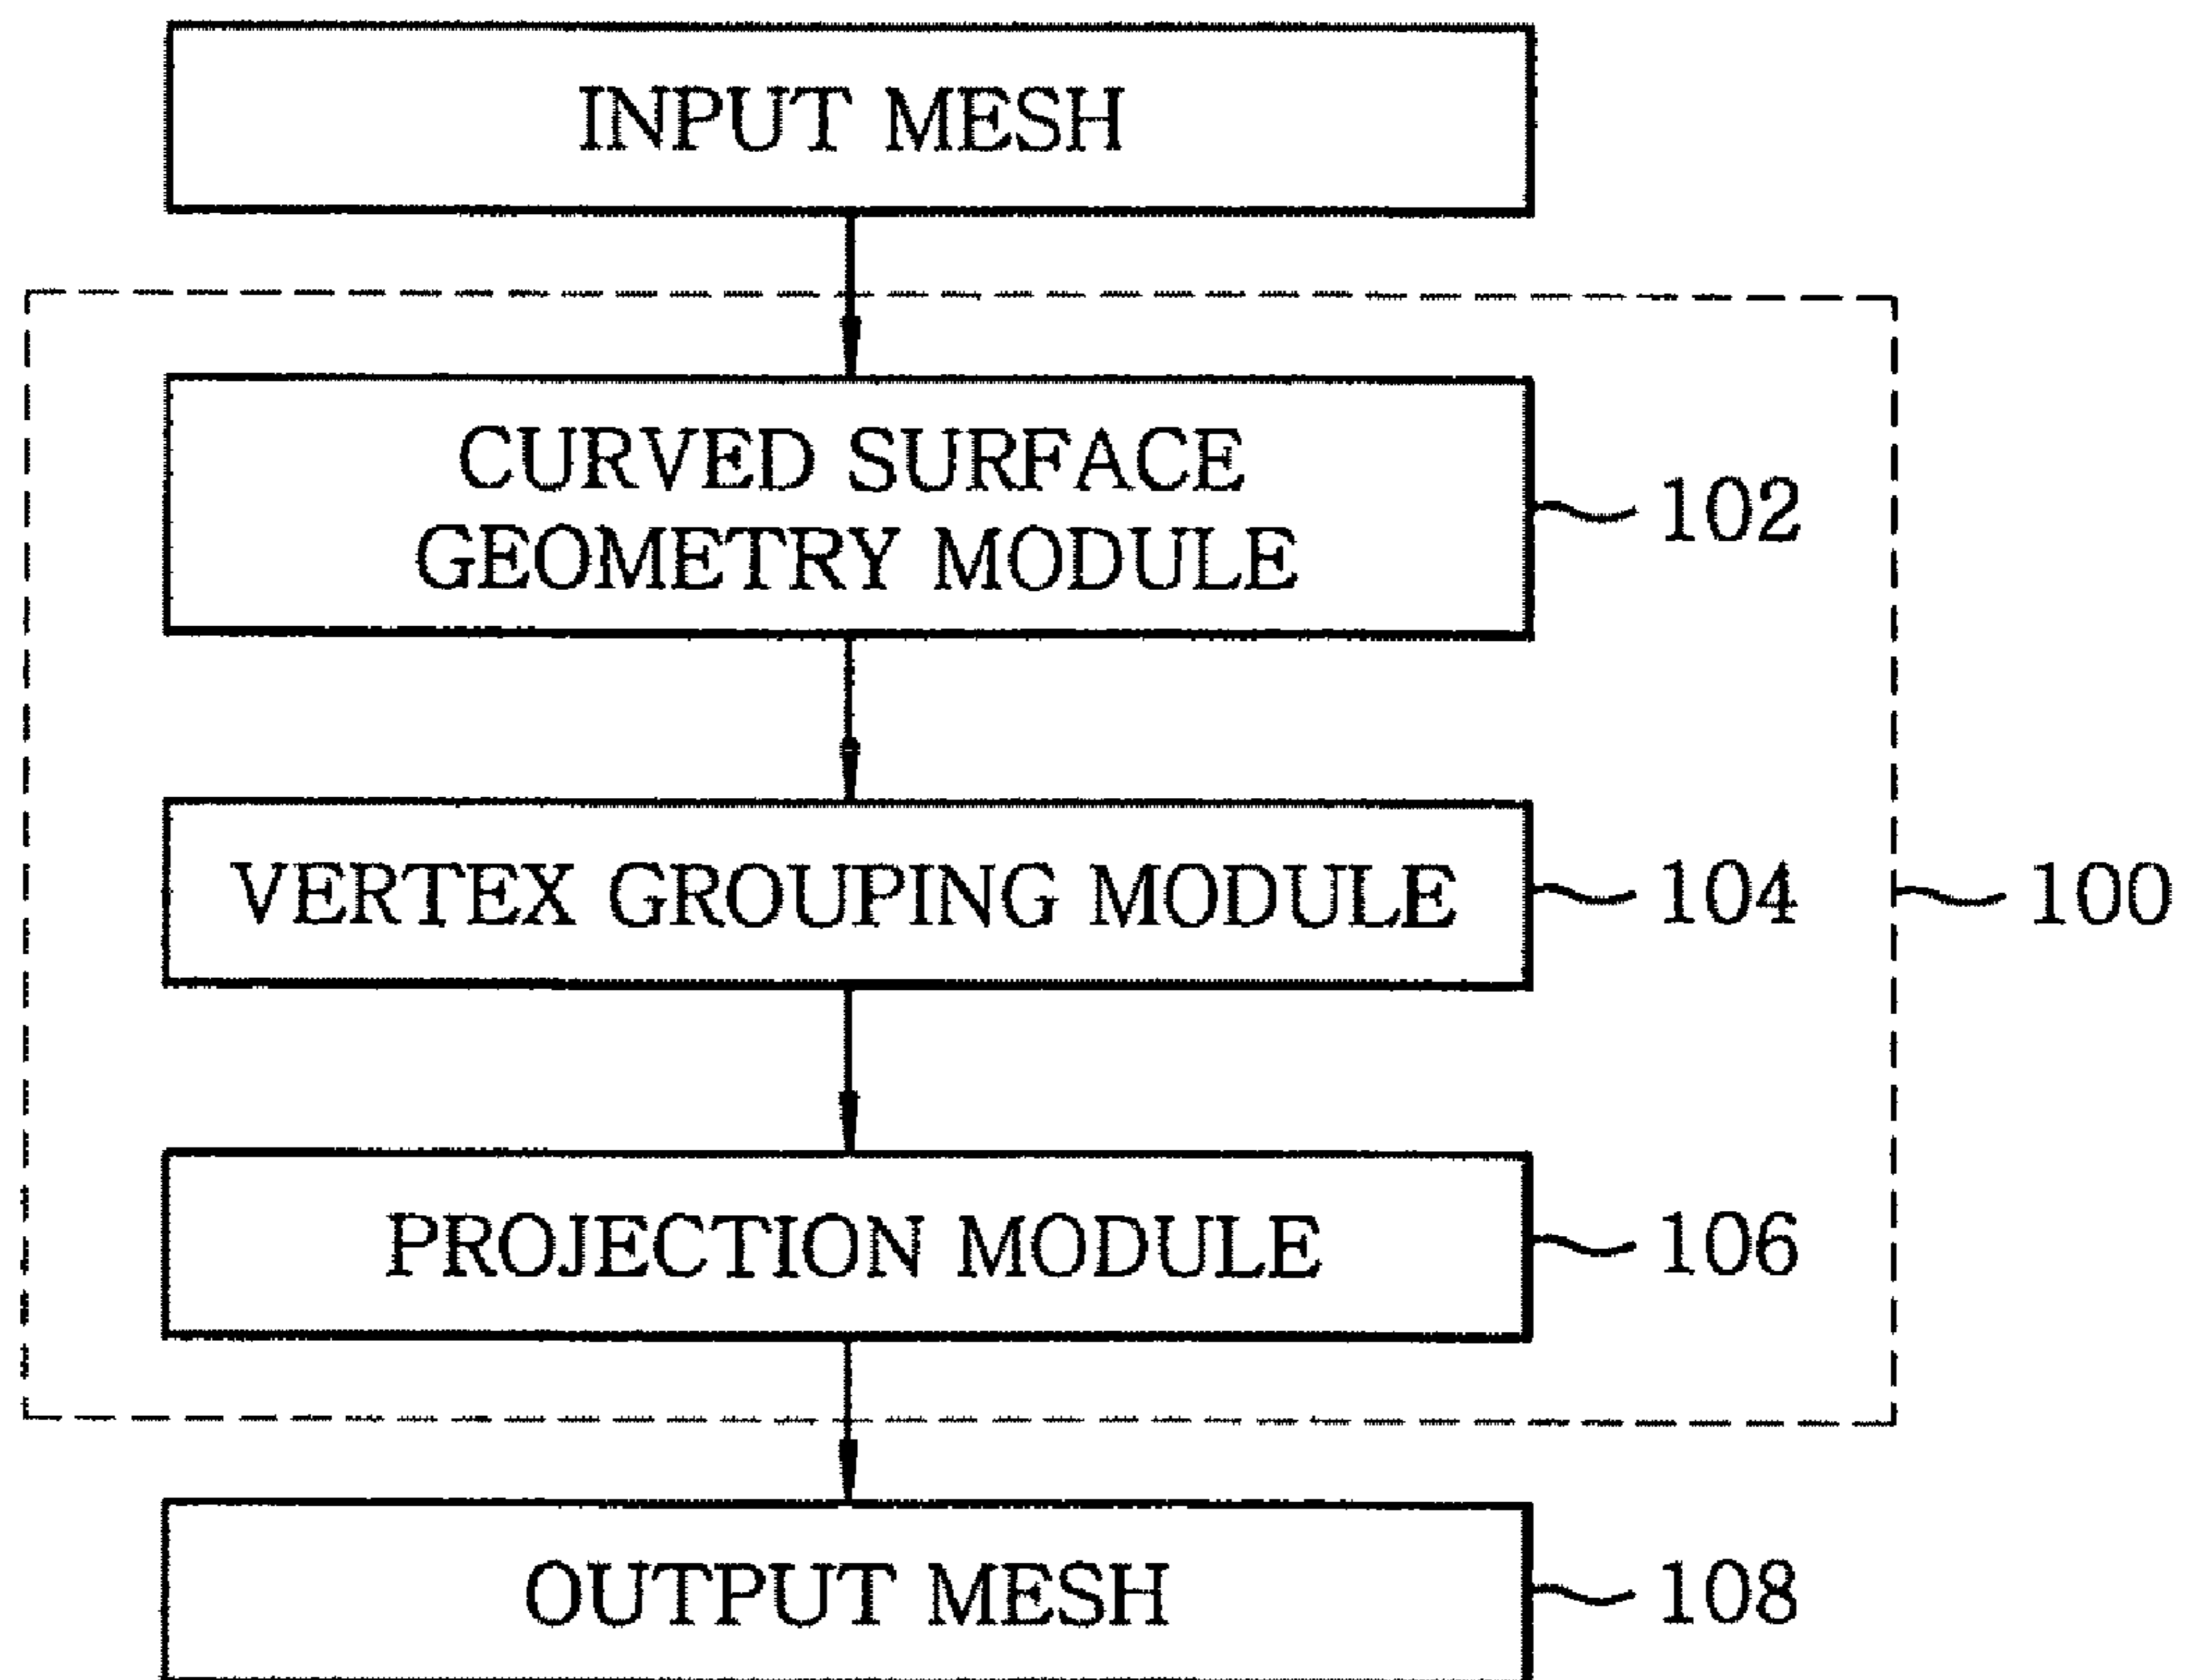 INPUT MESH
CURVED SURFACE
GEOMETRY MODULE
102
VERTEX GROUPING MODULE
104
100
PROJECTION MODULE
106
OUTPUT MESH
108